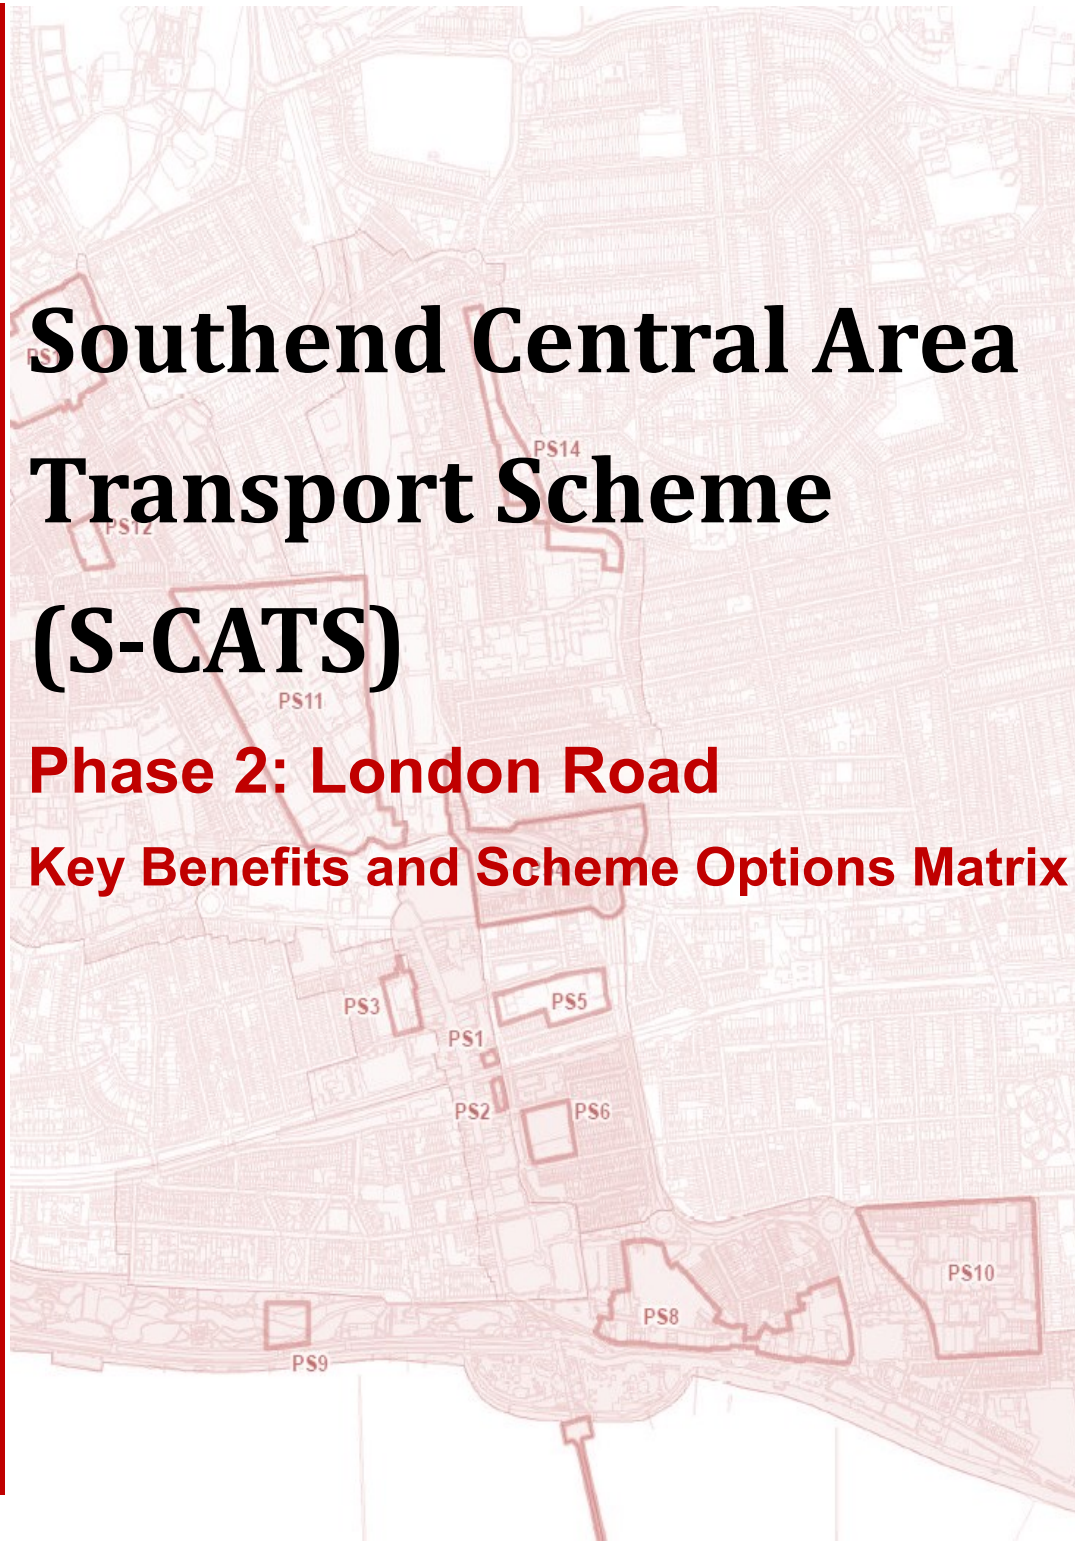 Southend Central Area
Transport Scheme
(S-CATS)
Phase 2: London Road
Key Benefits and Scheme Options Matrix
PS14
PS12
PS11
PS3
PS5
PS1
PS2
PS6
PS10
PS8
PS9